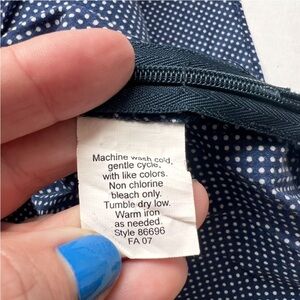 Machine wash cold,
gentle cycle,
with like colors.
Non chlorine
bleach only.
Tumble dry low.
Warm iron
as needed.
Style 86696
FA 07